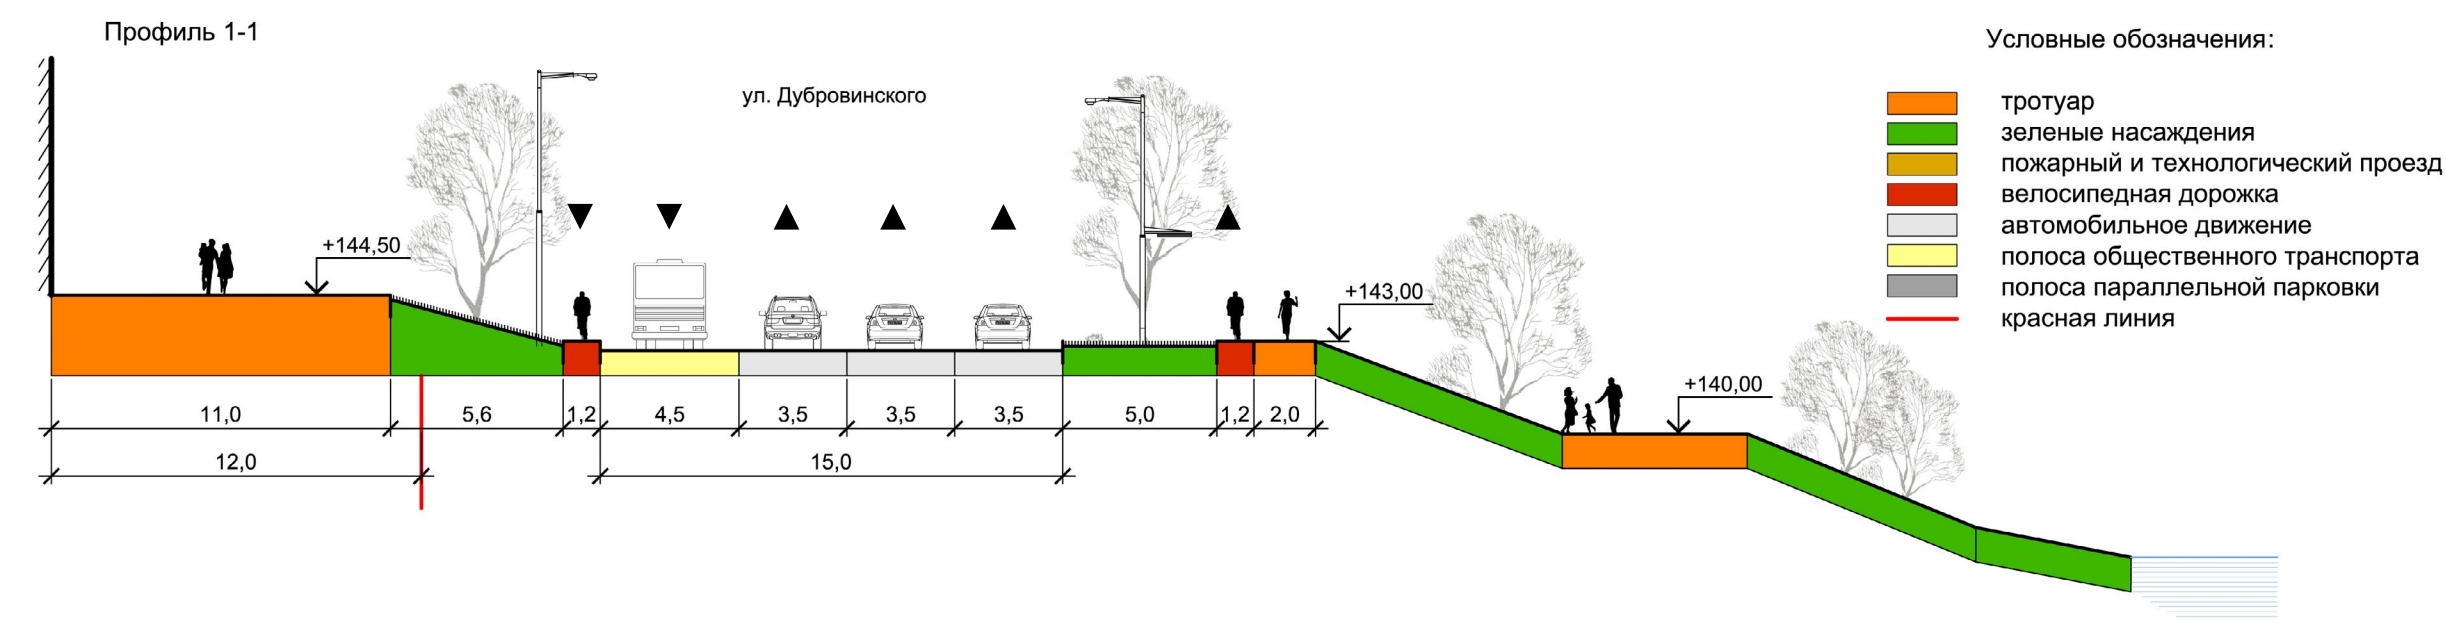 Профиль 1-1
Условные обозначения:
ул. Дубровинского
тротуар
зеленые насаждения
пожарный и технологический проезд
велосипедная дорожка
автомобильное движение
полоса общественного транспорта
полоса параллельной парковки
красная линия
+144,50
+143,00
+140,00
11,0
5,6
1,2
4,5
3,5
3,5
3,5
5,0
1,2
2,0
12,0
15,0